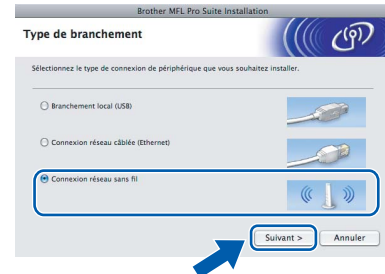 Brother MFL Pro Suite Installation
Type de branchement
Sélectionnez le type de connexion de périphérique que vous souhaitez installer.
Branchement local (USB)
Connexion réseau câblée (Ethernet)
Connexion réseau sans fil
Suivant >
Annuler